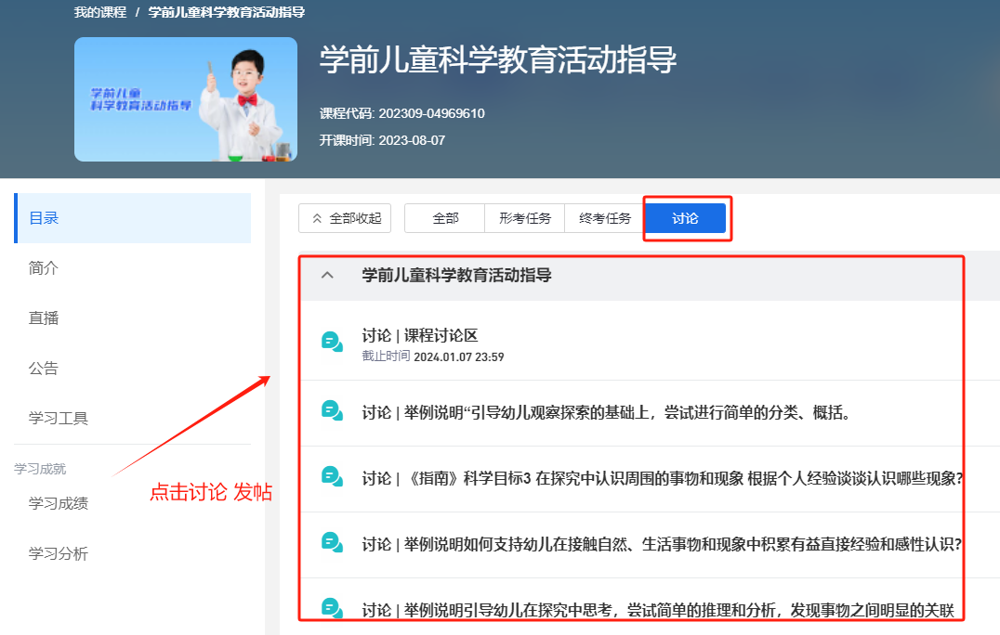 我的课程 / 学前儿童科学教育活动指导
学前儿童
科学教育活动指导
学前儿童科学教育活动指导
课程代码: 202309-04969610
开课时间: 2023-08-07
目录
简介
直播
公告
学习工具
学习成就
学习成绩
学习分析
点击讨论 发帖
全部收起 全部 形考任务 终考任务 讨论
学前儿童科学教育活动指导
讨论 | 课程讨论区
截止时间 2024.01.07 23:59
讨论 | 举例说明“引导幼儿观察探索的基础上，尝试进行简单的分类、概括。
讨论 | 《指南》科学目标3 在探究中认识周围的事物和现象 根据个人经验谈谈认识哪些现象?
讨论 | 举例说明如何支持幼儿在接触自然、生活事物和现象中积累有益直接经验和感性认识?
讨论 | 举例说明引导幼儿在探究中思考，尝试简单的推理和分析，发现事物之间明显的关联